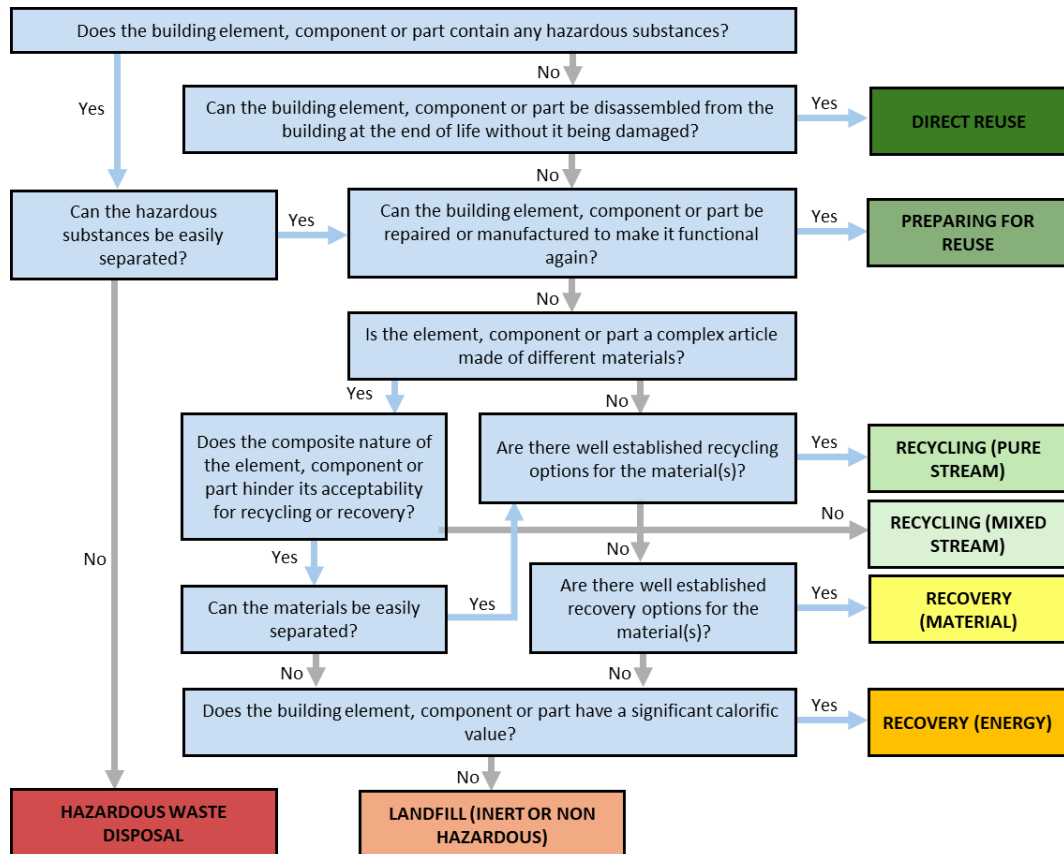 Does the building element, component or part contain any hazardous substances?
No
Yes
Can the building element, component or part be disassembled from the
building at the end of life without it being damaged?
Yes
DIRECT REUSE
No
Can the hazardous
substances be easily
separated?
Yes
Can the building element, component or part be
repaired or manufactured to make it functional
again?
Yes
PREPARING FOR
REUSE
No
Is the element, component or part a complex article
made of different materials?
Yes
No
Does the composite nature of
the element, component or
part hinder its acceptability
for recycling or recovery?
Are there well established recycling
options for the material(s)?
Yes
RECYCLING (PURE
STREAM)
No
RECYCLING (MIXED
STREAM)
No
Yes
No
Can the materials be easily
separated?
Yes
Are there well established
recovery options for the
material(s)?
Yes
RECOVERY
(MATERIAL)
No
No
Does the building element, component or part have a significant calorific
value?
Yes
RECOVERY (ENERGY)
No
HAZARDOUS WASTE
DISPOSAL
LANDFILL (INERT OR NON
HAZARDOUS)